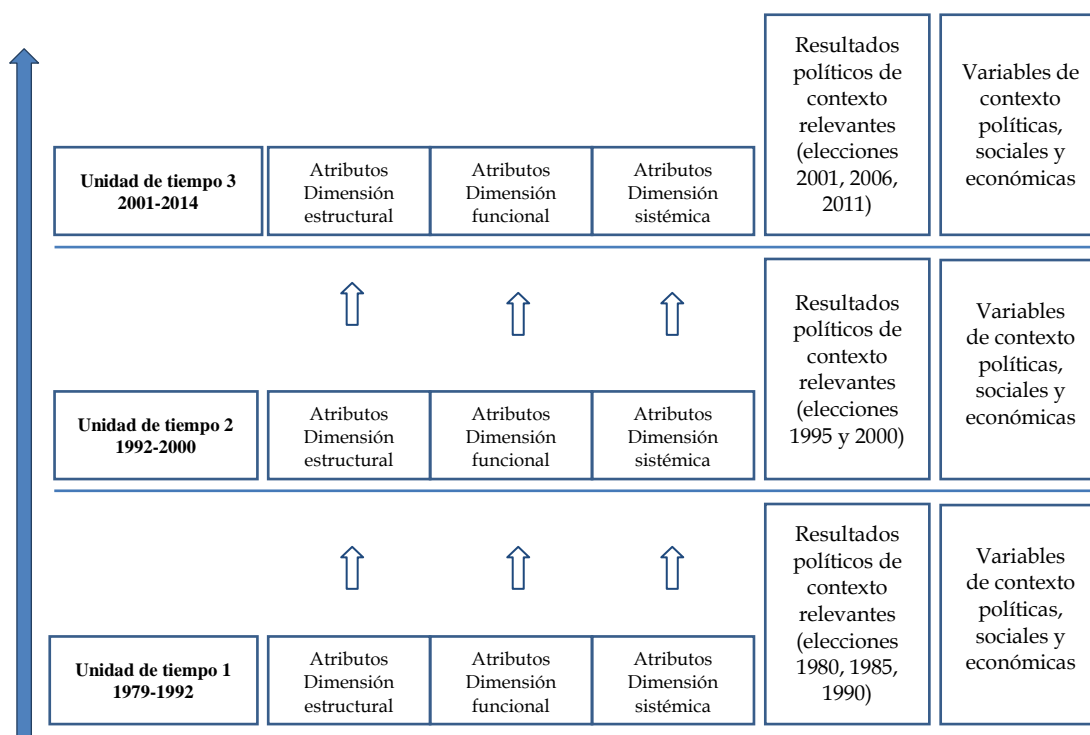 Resultados
políticos de
contexto
relevantes
(elecciones
2001, 2006,
2011)
Variables de
contexto
políticas,
sociales y
económicas
Unidad de tiempo 3
2001-2014
Atributos
Dimensión
estructural
Atributos
Dimensión
funcional
Atributos
Dimensión
sistémica
Resultados
políticos de
contexto
relevantes
(elecciones
1995 y 2000)
Variables
de contexto
políticas,
sociales y
económicas
Unidad de tiempo 2
1992-2000
Atributos
Dimensión
estructural
Atributos
Dimensión
funcional
Atributos
Dimensión
sistémica
Resultados
políticos de
contexto
relevantes
(elecciones
1980, 1985,
1990)
Variables
de contexto
políticas,
sociales y
económicas
Unidad de tiempo 1
1979-1992
Atributos
Dimensión
estructural
Atributos
Dimensión
funcional
Atributos
Dimensión
sistémica